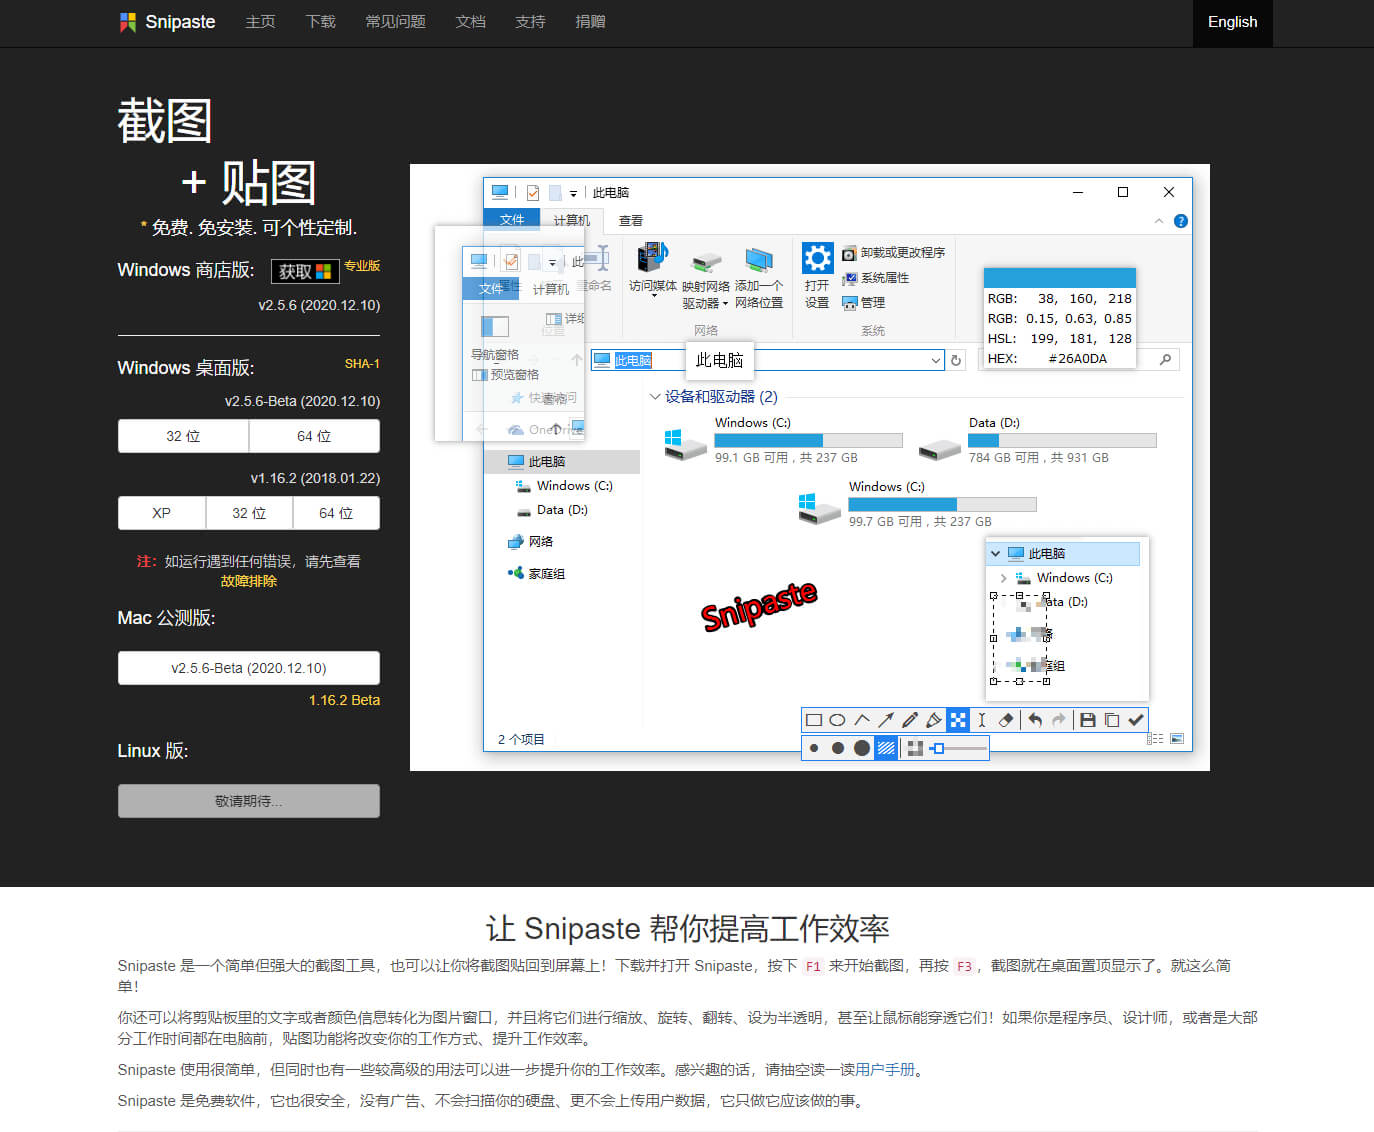 Snipaste 主页 下载 常见问题 文档 支持 捐赠 English
截图
+ 贴图
* 免费. 免安装. 可个性定制.
Windows 商店版: 获取 专业版
v2.5.6 (2020.12.10)
Windows 桌面版: SHA-1
v2.5.6-Beta (2020.12.10)
32 位 64 位
v1.16.2 (2018.01.22)
XP 32 位 64 位
注：如运行遇到任何错误，请先查看
故障排除
Mac 公测版:
v2.5.6-Beta (2020.12.10)
1.16.2 Beta
Linux 版:
敬请期待...
此电脑
文件 计算机 查看
此
文件 计算机
详细
位置
导航窗格
预览窗格
快速访问
OneDrive
重命名
访问媒体 映射网络 驱动器 添加一个 网络位置
网络
打开 设置
卸载或更改程序
系统属性
管理
系统
RGB: 38, 160, 218
RGB: 0.15, 0.63, 0.85
HSL: 199, 181, 128
HEX: #26A0DA
此电脑
此电脑
设备和驱动器 (2)
Windows (C:)
99.1 GB 可用，共 237 GB
Data (D:)
784 GB 可用，共 931 GB
Windows (C:)
99.7 GB 可用，共 237 GB
此电脑
Windows (C:)
Data (D:)
网络
家庭组
Snipaste
此电脑
Windows (C:)
ata (D:)
庭组
2 个项目
让 Snipaste 帮你提高工作效率
Snipaste 是一个简单但强大的截图工具，也可以让你将截图贴回到屏幕上！下载并打开 Snipaste，按下 F1 来开始截图，再按 F3，截图就在桌面置顶显示了。就这么简
单！
你还可以将剪贴板里的文字或者颜色信息转化为图片窗口，并且将它们进行缩放、旋转、翻转、设为半透明，甚至让鼠标能穿透它们！如果你是程序员、设计师，或者是大部
分工作时间都在电脑前，贴图功能将改变你的工作方式、提升工作效率。
Snipaste 使用很简单，但同时也有一些较高级的用法可以进一步提升你的工作效率。感兴趣的话，请抽空读一读用户手册。
Snipaste 是免费软件，它也很安全，没有广告、不会扫描你的硬盘、更不会上传用户数据，它只做它应该做的事。